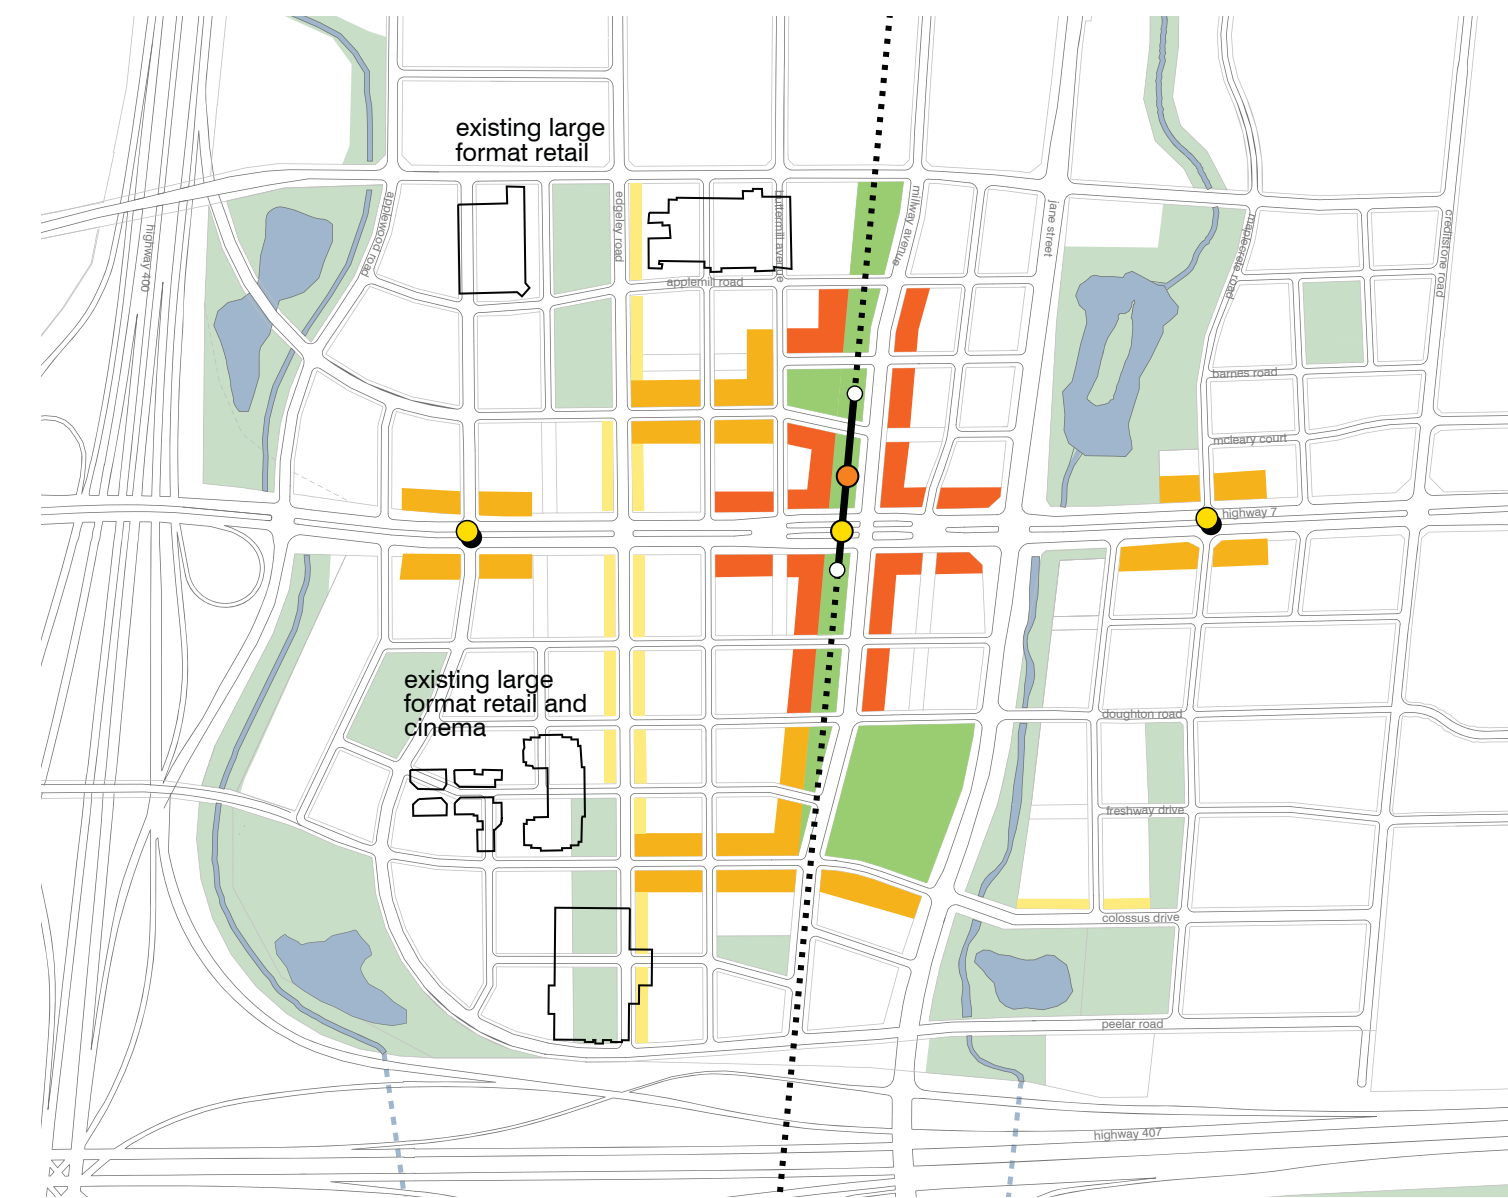 existing large
format retail
highway 400
applewood road
edgeley road
buttermill avenue
millway avenue
jane street
maplecrete road
creditstone road
applemill road
barnes road
mcleary court
highway 7
existing large
format retail and
cinema
doughton road
freshway drive
colossus drive
peelar road
highway 407